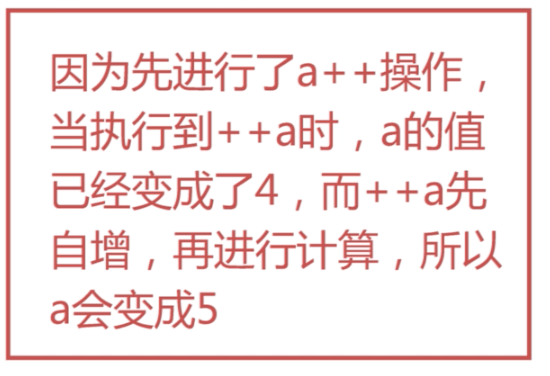 因为先进行了a++操作，
当执行到++a时，a的值
已经变成了4，而++a先
自增，再进行计算，所以
a会变成5